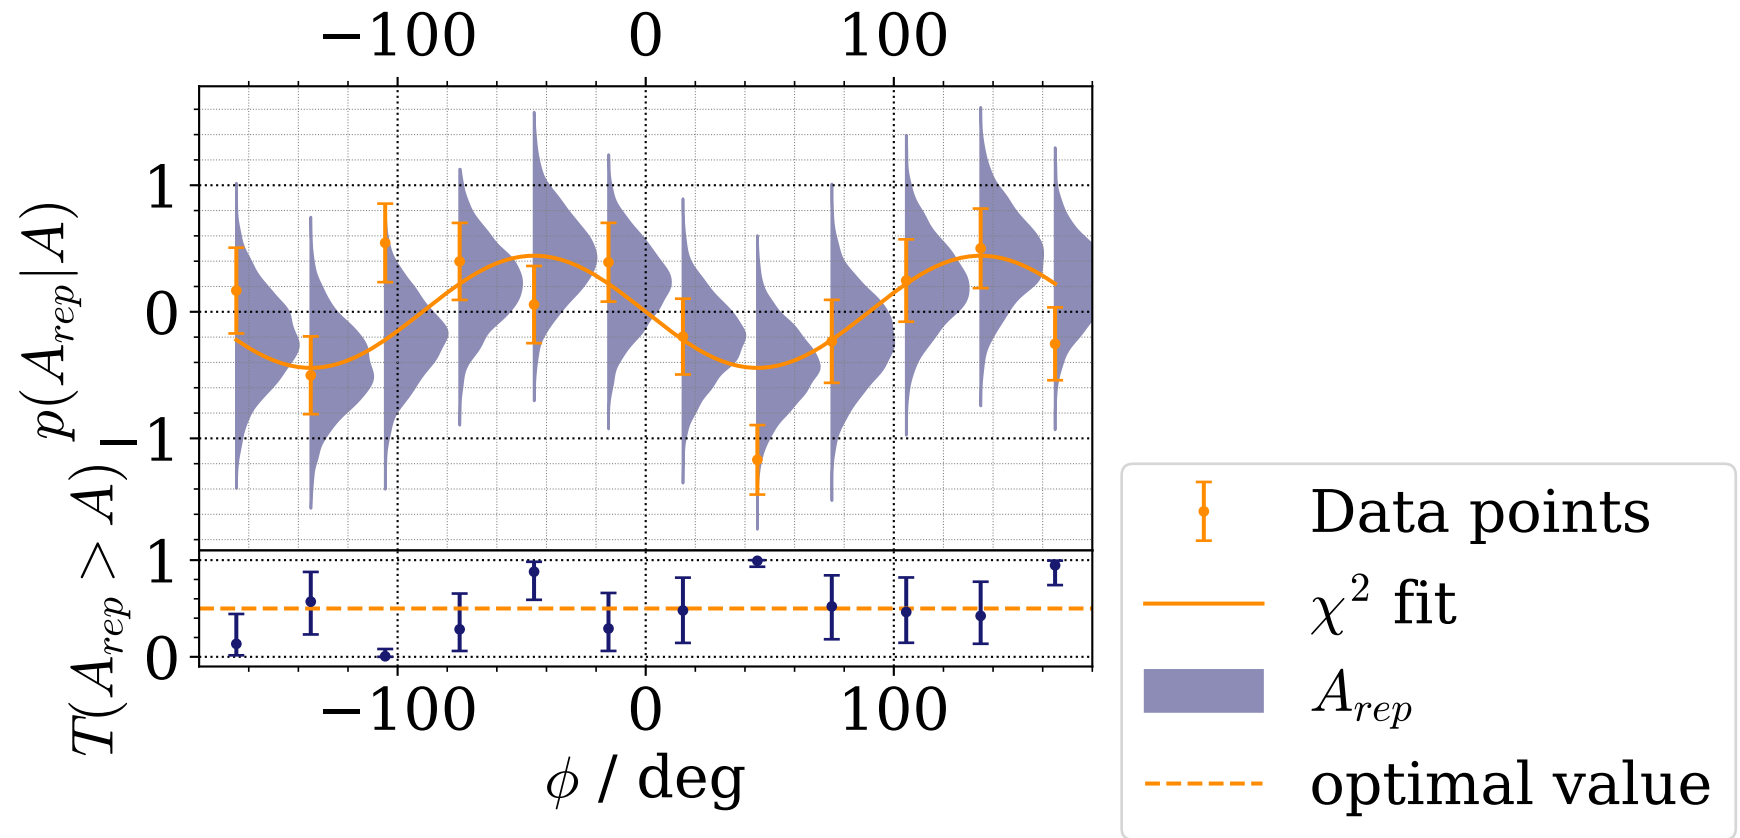 −100 0 100
1
0
−1
p(A_rep|A)
1
0
T(A_rep > A)
−100 0 100
ϕ / deg
Data points
χ² fit
A_rep
optimal value